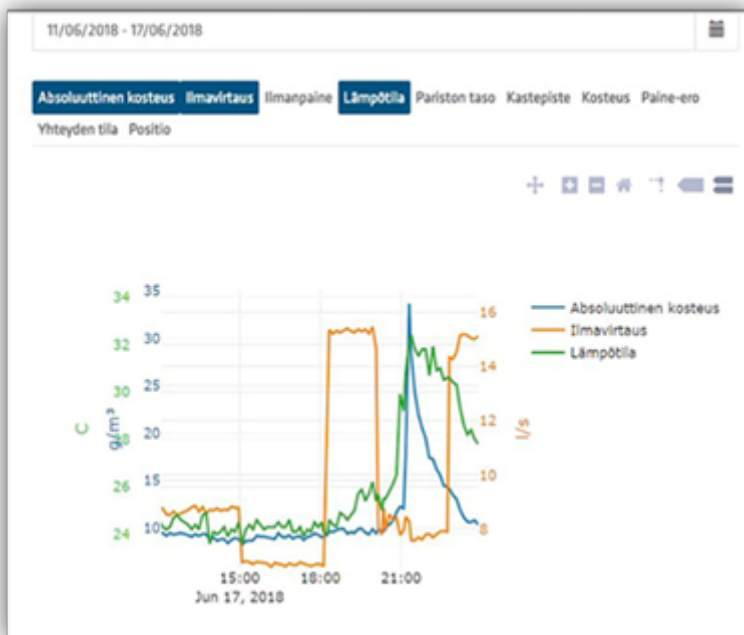 11/06/2018 - 17/06/2018
Absoluuttinen kosteus Ilmavirtaus Ilmanpaine Lämpötila Pariston taso Kastepiste Kosteus Paine-ero
Yhteyden tila Positio
34
32
30
28
26
24
C
35
30
25
20
15
10
g/m³
16
14
12
10
8
l/s
Absoluuttinen kosteus
Ilmavirtaus
Lämpötila
15:00 18:00 21:00
Jun 17, 2018